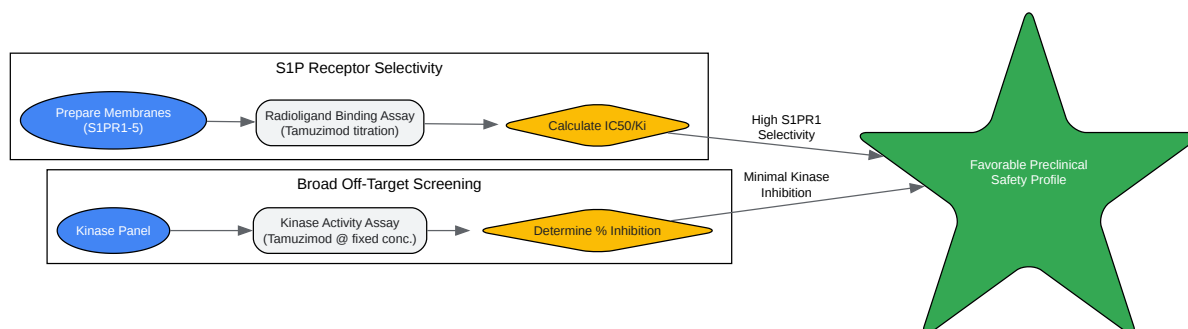 S1P Receptor Selectivity
Prepare Membranes
(S1PR1-5)
Radioligand Binding Assay
(Tamuzimod titration)
Calculate IC50/Ki
High S1PR1
Selectivity
Broad Off-Target Screening
Kinase Panel
Kinase Activity Assay
(Tamuzimod @ fixed conc.)
Determine % Inhibition
Minimal Kinase
Inhibition
Favorable Preclinical
Safety Profile